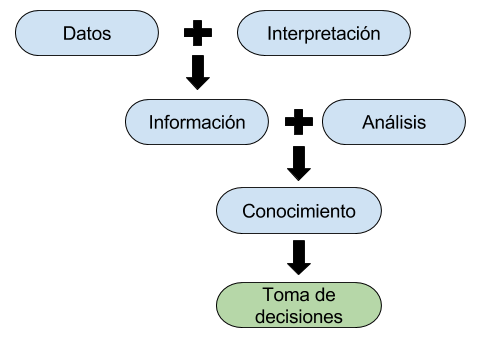 Datos
Interpretación
Información
Análisis
Conocimiento
Toma de
decisiones